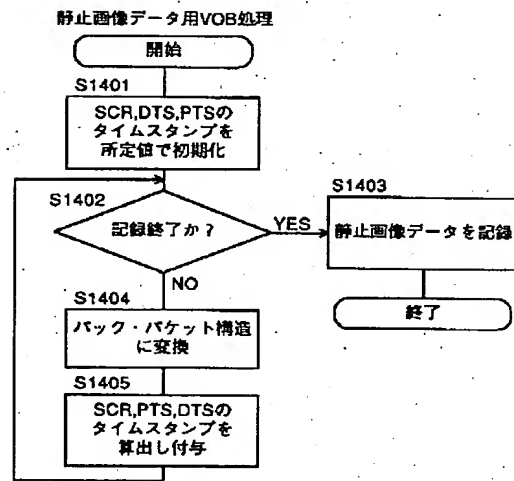 静止画像データ用VOB処理
開始
S1401
SCR,DTS,PTSの
タイムスタンプを
所定値で初期化
S1402
記録終了か?
YES
S1403
静止画像データを記録
NO
終了
S1404
パック・パケット構造
に変換
S1405
SCR,PTS,DTSの
タイムスタンプを
算出し付与